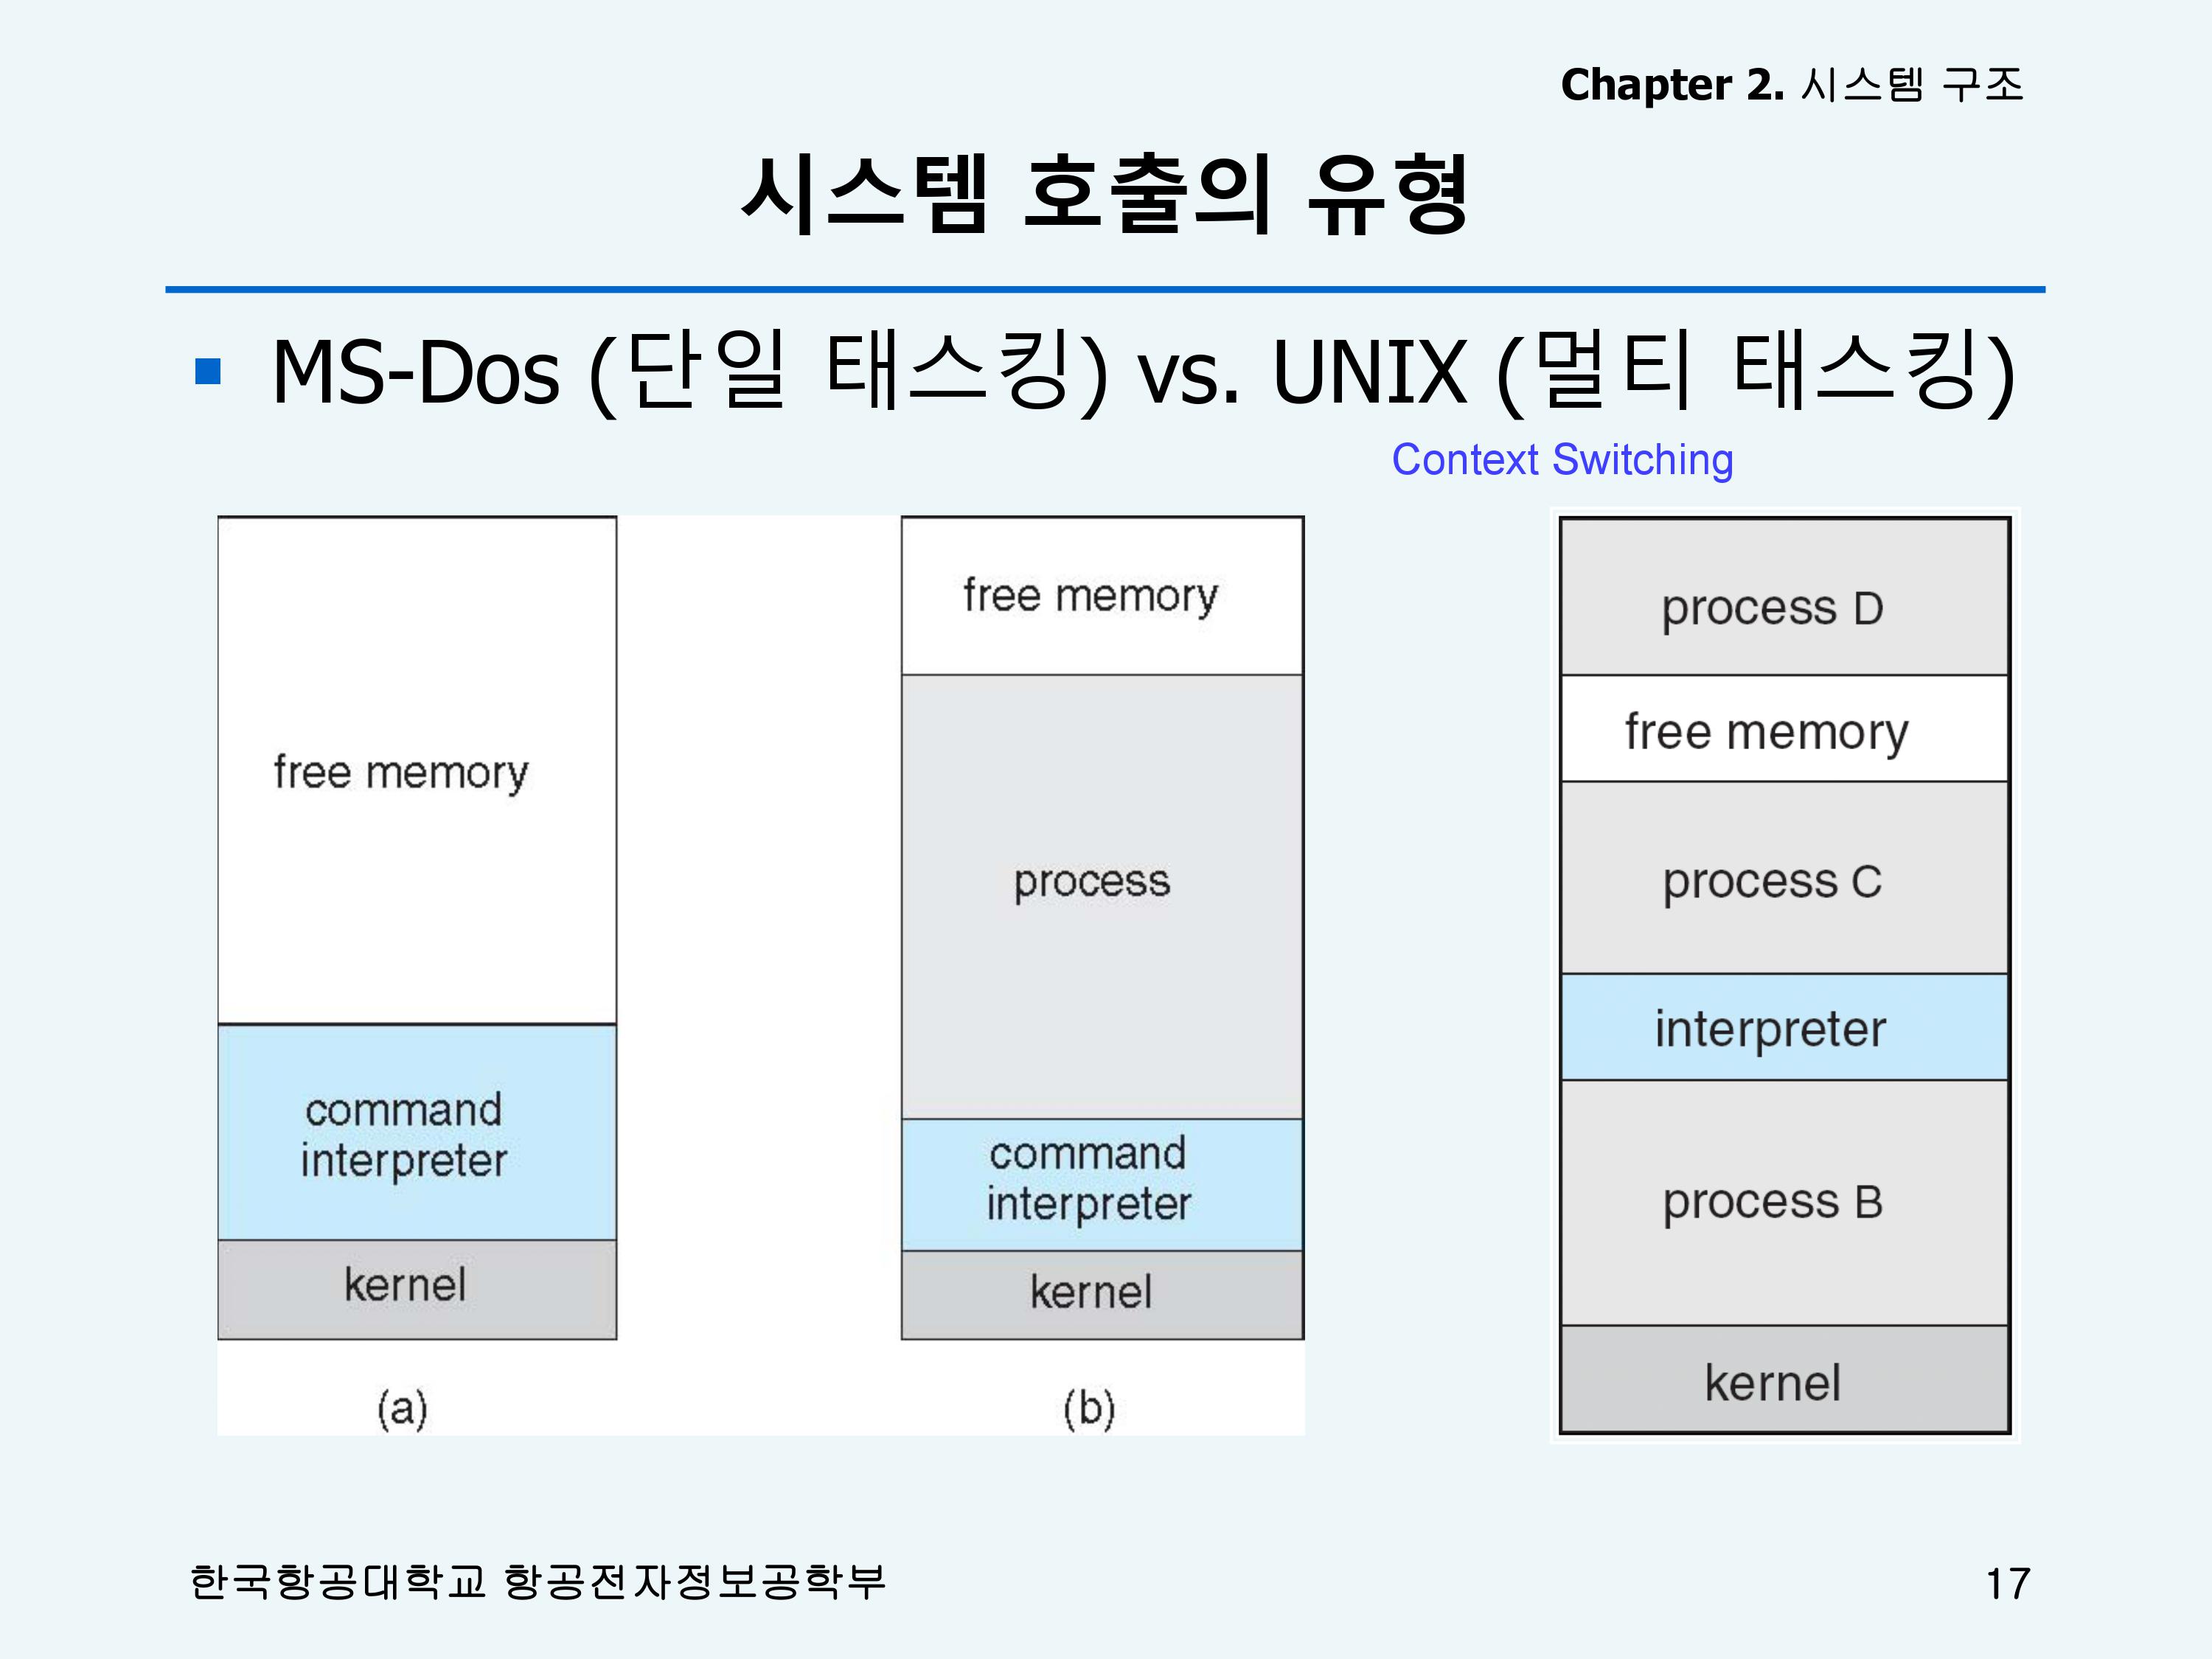 Chapter 2. 시스템 구조
시스템 호출의 유형
MS-Dos (단일 태스킹) vs. UNIX (멀티 태스킹)
Context Switching
free memory
command
interpreter
kernel
(a)
free memory
process
command
interpreter
kernel
(b)
process D
free memory
process C
interpreter
process B
kernel
한국항공대학교 항공전자정보공학부
17